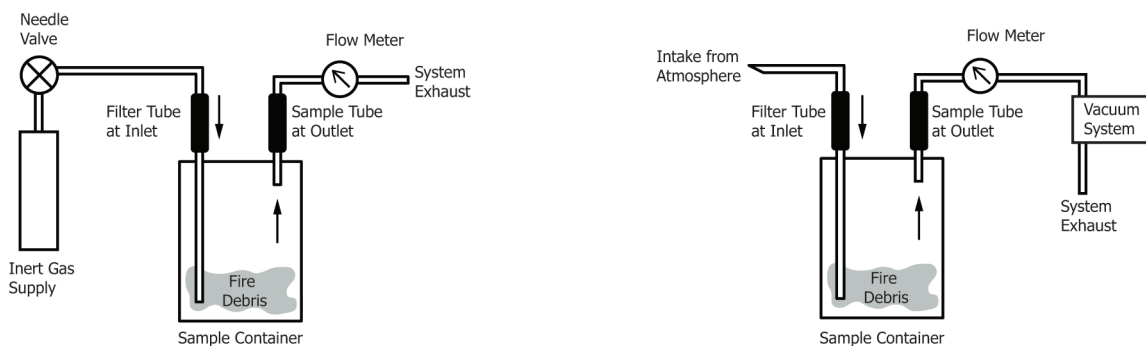 Needle
Valve
Flow Meter
System
Exhaust
Filter Tube
at Inlet
Sample Tube
at Outlet
Inert Gas
Supply
Fire
Debris
Sample Container
Flow Meter
Intake from
Atmosphere
Filter Tube
at Inlet
Sample Tube
at Outlet
Vacuum
System
System
Exhaust
Fire
Debris
Sample Container